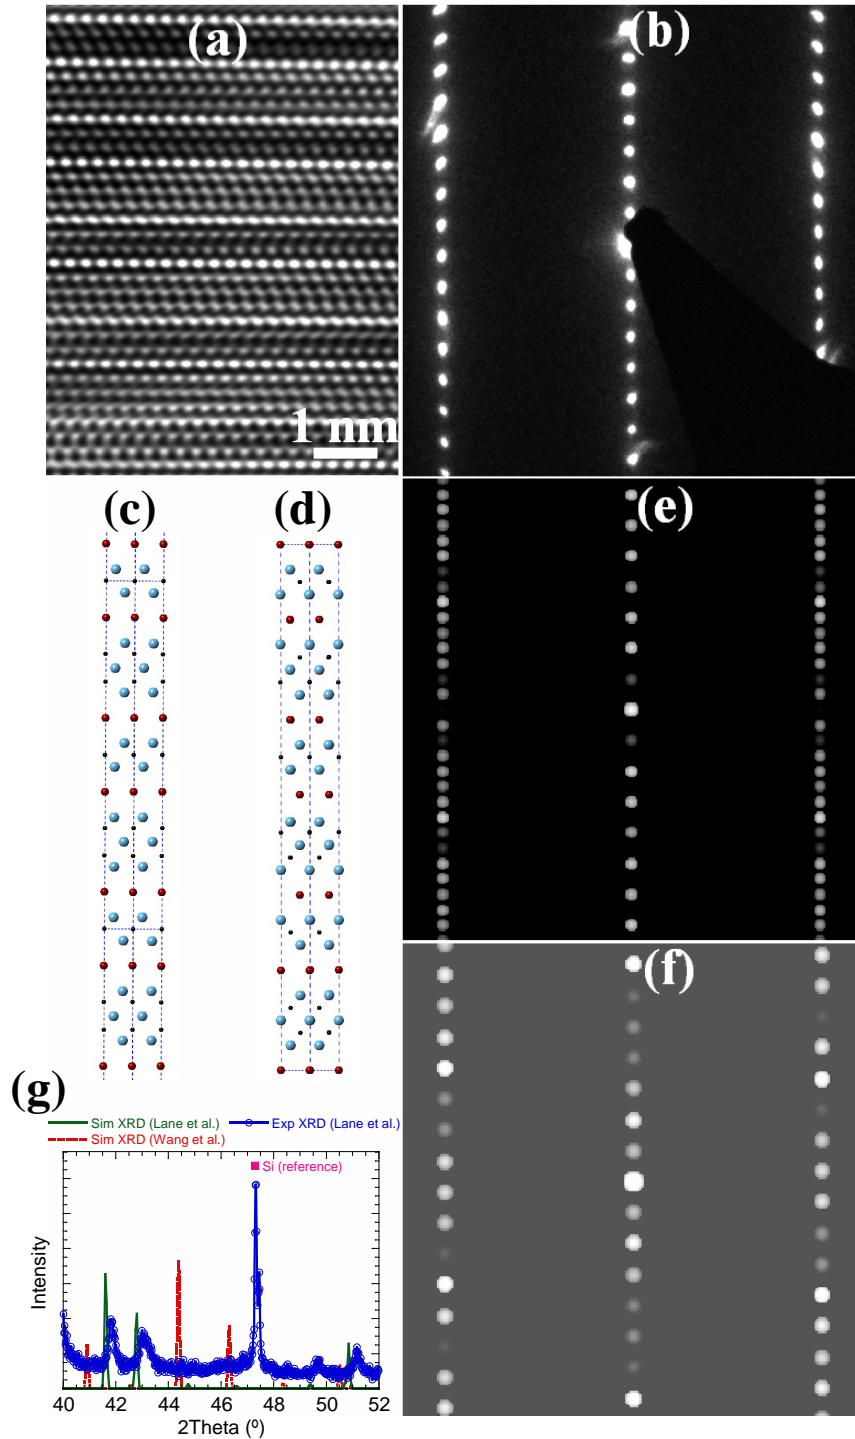 (a)
(b)
1 nm
(c)
(d)
(e)
(f)
(g)
Sim XRD (Lane et al.)
Exp XRD (Lane et al.)
Sim XRD (Wang et al.)
Si (reference)
Intensity
40 42 44 46 48 50 52
2Theta (º)